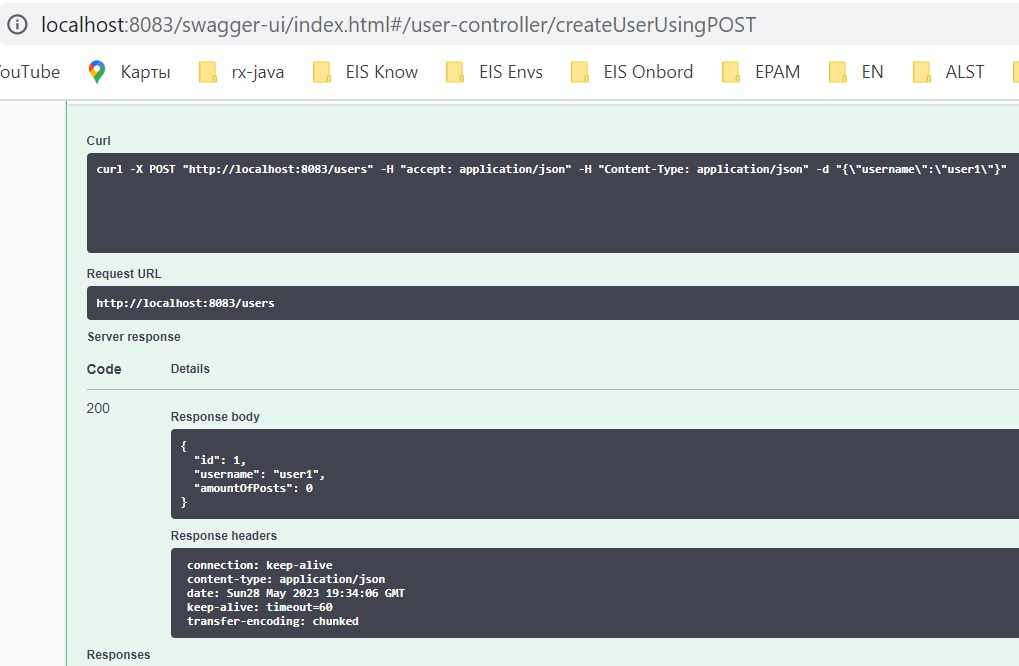 localhost:8083/swagger-ui/index.html#/user-controller/createUserUsingPOST
ouTube Карты rx-java EIS Know EIS Envs EIS Onbord EPAM EN ALST
Curl
curl -X POST "http://localhost:8083/users" -H "accept: application/json" -H "Content-Type: application/json" -d "{\"username\":\"user1\"}"
Request URL
http://localhost:8083/users
Server response
Code Details
200
Response body
{
"id": 1,
"username": "user1",
"amountOfPosts": 0
}
Response headers
connection: keep-alive
content-type: application/json
date: Sun28 May 2023 19:34:06 GMT
keep-alive: timeout=60
transfer-encoding: chunked
Responses